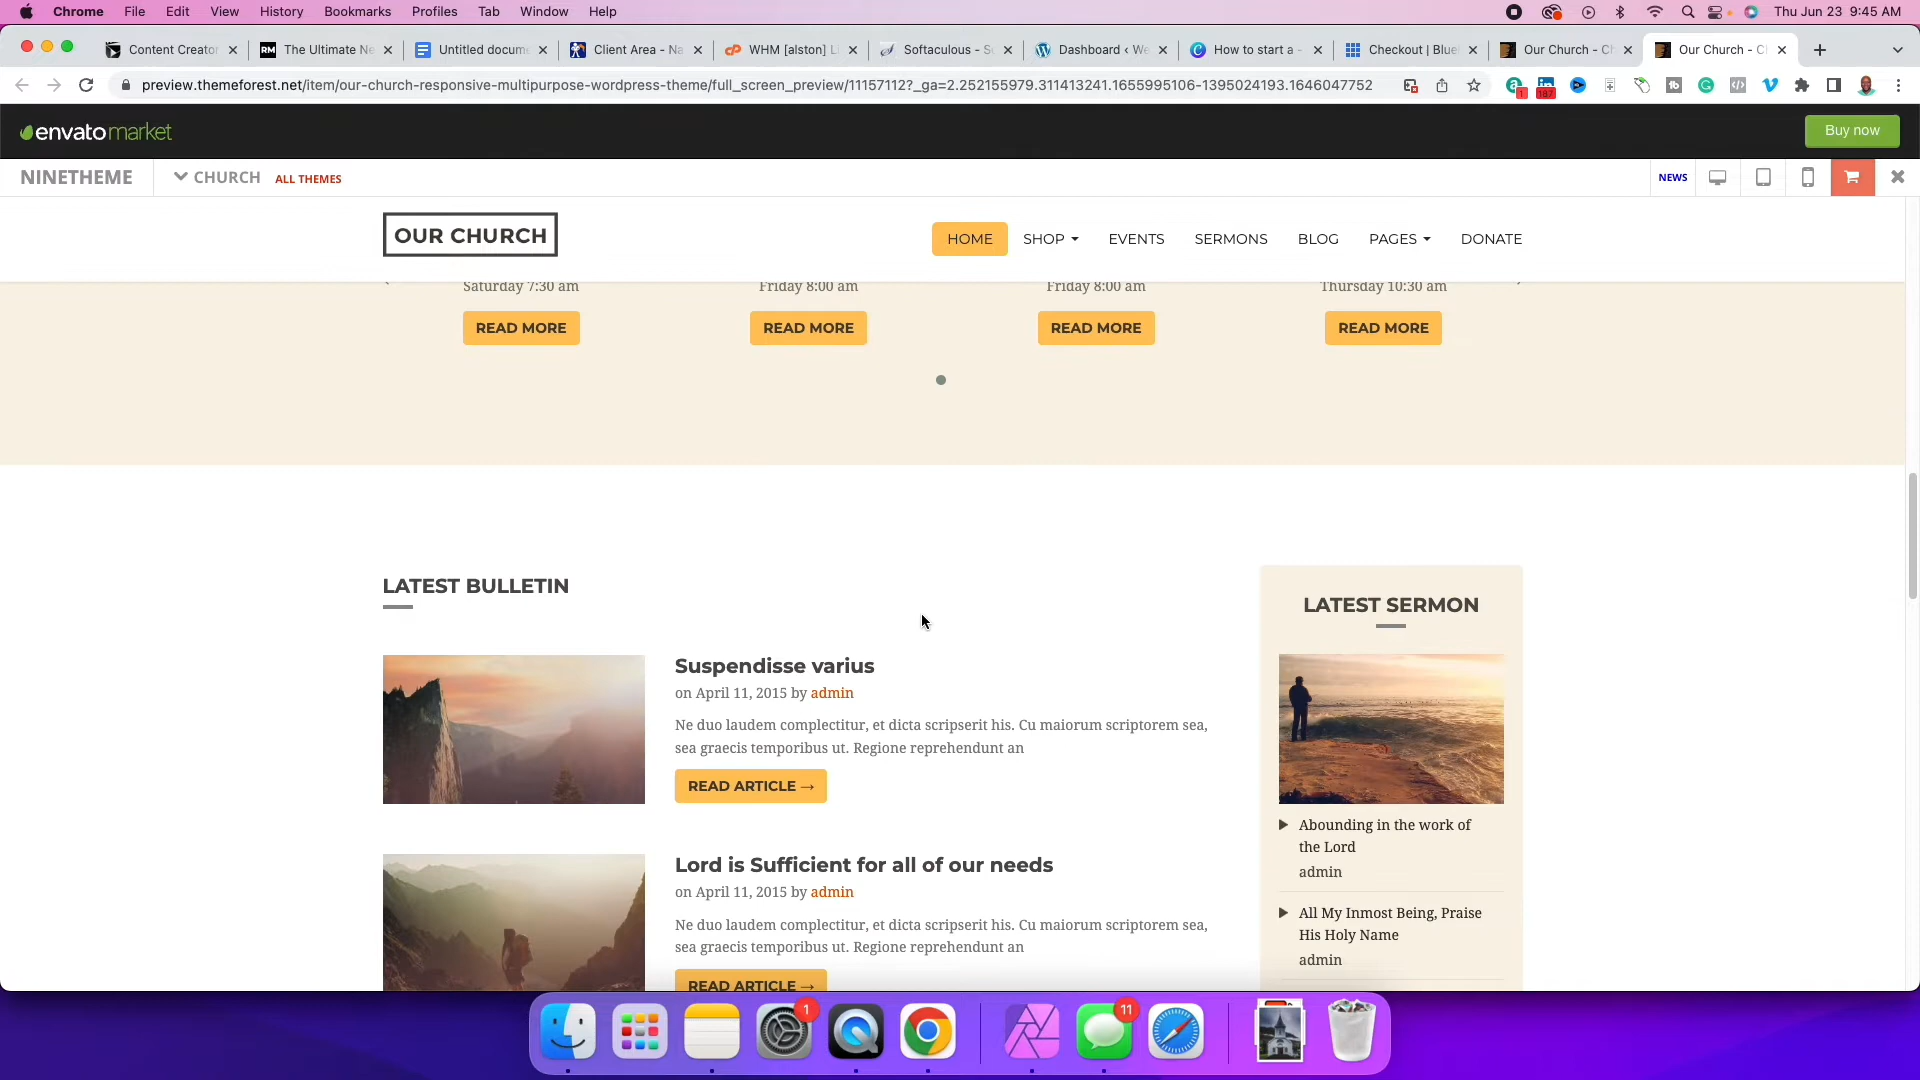 Chrome File Edit View History Bookmarks Profiles Tab Window Help Thu Jun 23 9:45 AM
Content Creator The Ultimate Ne Untitled docume Client Area - Na WHM [alston] Li Softaculous - S Dashboard ‹ We How to start a - Checkout | Blue Our Church - Ch Our Church - Ch
preview.themeforest.net/item/our-church-responsive-multipurpose-wordpress-theme/full_screen_preview/11157112?_ga=2.252155979.311413241.1655995106-1395024193.1646047752
1 187
envatomarket Buy now
NINETHEME CHURCH ALL THEMES NEWS
OUR CHURCH HOME SHOP EVENTS SERMONS BLOG PAGES DONATE
Saturday 7:30 am Friday 8:00 am Friday 8:00 am Thursday 10:30 am
READ MORE READ MORE READ MORE READ MORE
LATEST BULLETIN
Suspendisse varius
on April 11, 2015 by admin
Ne duo laudem complectitur, et dicta scripserit his. Cu maiorum scriptorem sea,
sea graecis temporibus ut. Regione reprehendunt an
READ ARTICLE →
Lord is Sufficient for all of our needs
on April 11, 2015 by admin
Ne duo laudem complectitur, et dicta scripserit his. Cu maiorum scriptorem sea,
sea graecis temporibus ut. Regione reprehendunt an
READ ARTICLE →
LATEST SERMON
Abounding in the work of
the Lord
admin
All My Inmost Being, Praise
His Holy Name
admin
1 11